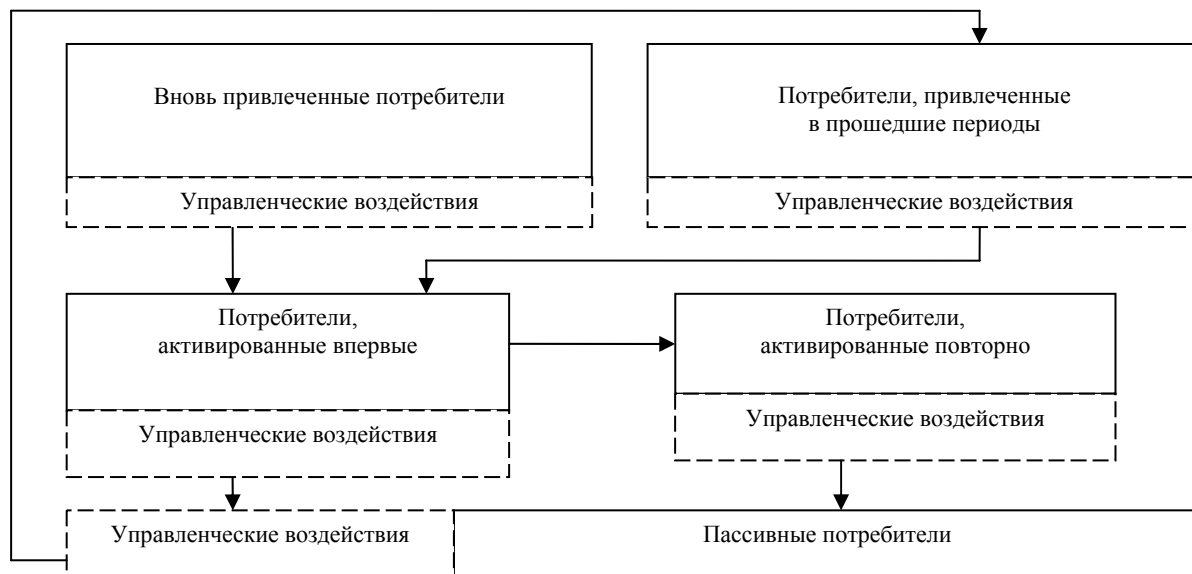 Вновь привлеченные потребители
Потребители, привлеченные
в прошедшие периоды
Управленческие воздействия
Управленческие воздействия
Потребители,
активированные впервые
Потребители,
активированные повторно
Управленческие воздействия
Управленческие воздействия
Управленческие воздействия
Пассивные потребители